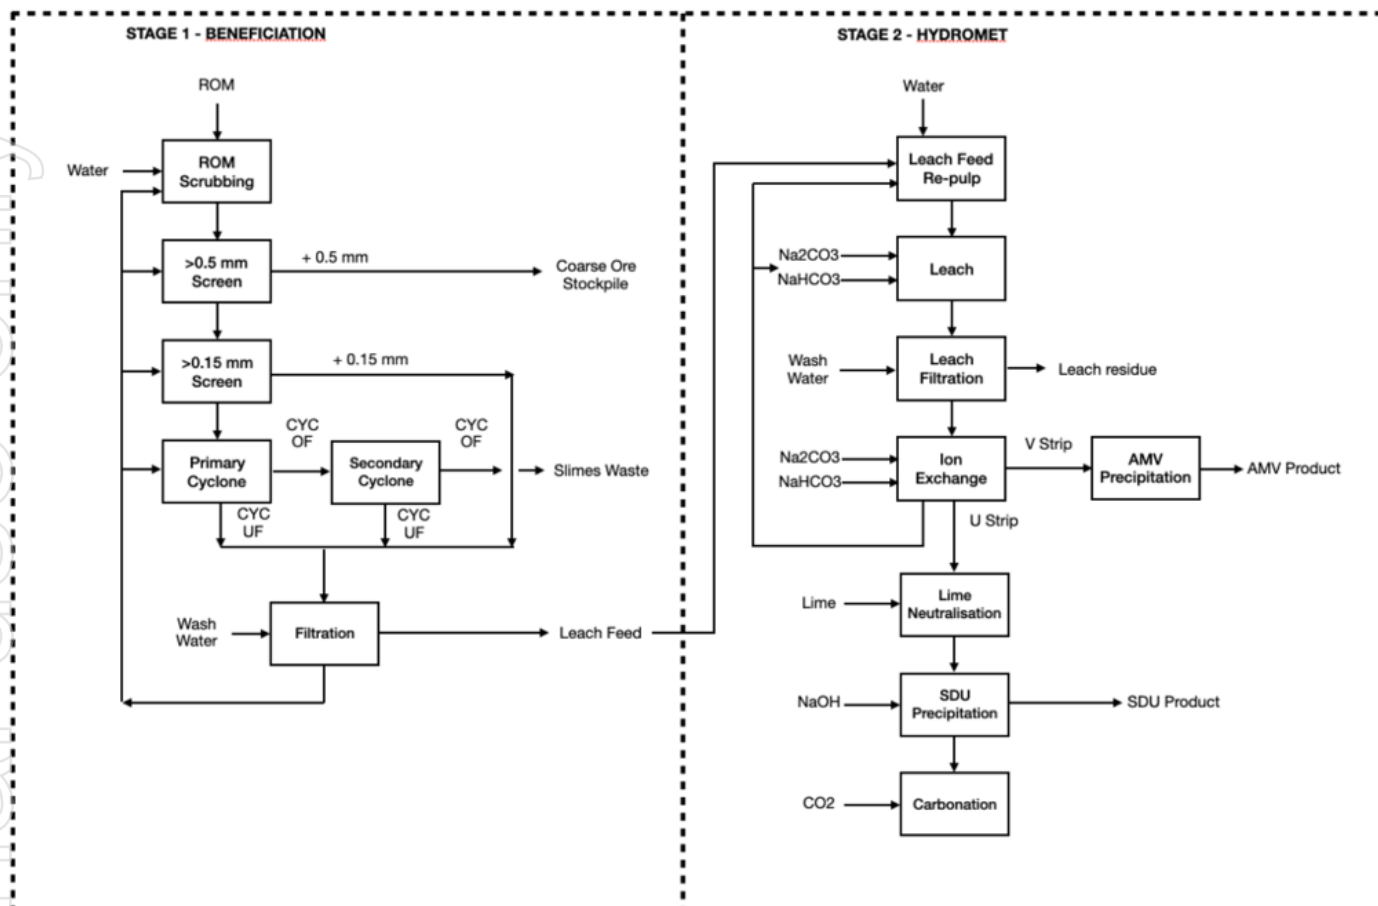 STAGE 1 - BENEFICIATION
ROM
Water
ROM
Scrubbing
>0.5 mm
Screen
+ 0.5 mm
Coarse Ore
Stockpile
>0.15 mm
Screen
+ 0.15 mm
CYC
OF
CYC
OF
Primary
Cyclone
Secondary
Cyclone
Slimes Waste
CYC
UF
CYC
UF
Wash
Water
Filtration
Leach Feed
STAGE 2 - HYDROMET
Water
Leach Feed
Re-pulp
Na2CO3
NaHCO3
Leach
Wash
Water
Leach
Filtration
Leach residue
Na2CO3
NaHCO3
Ion
Exchange
V Strip
AMV
Precipitation
AMV Product
U Strip
Lime
Lime
Neutralisation
NaOH
SDU
Precipitation
SDU Product
CO2
Carbonation